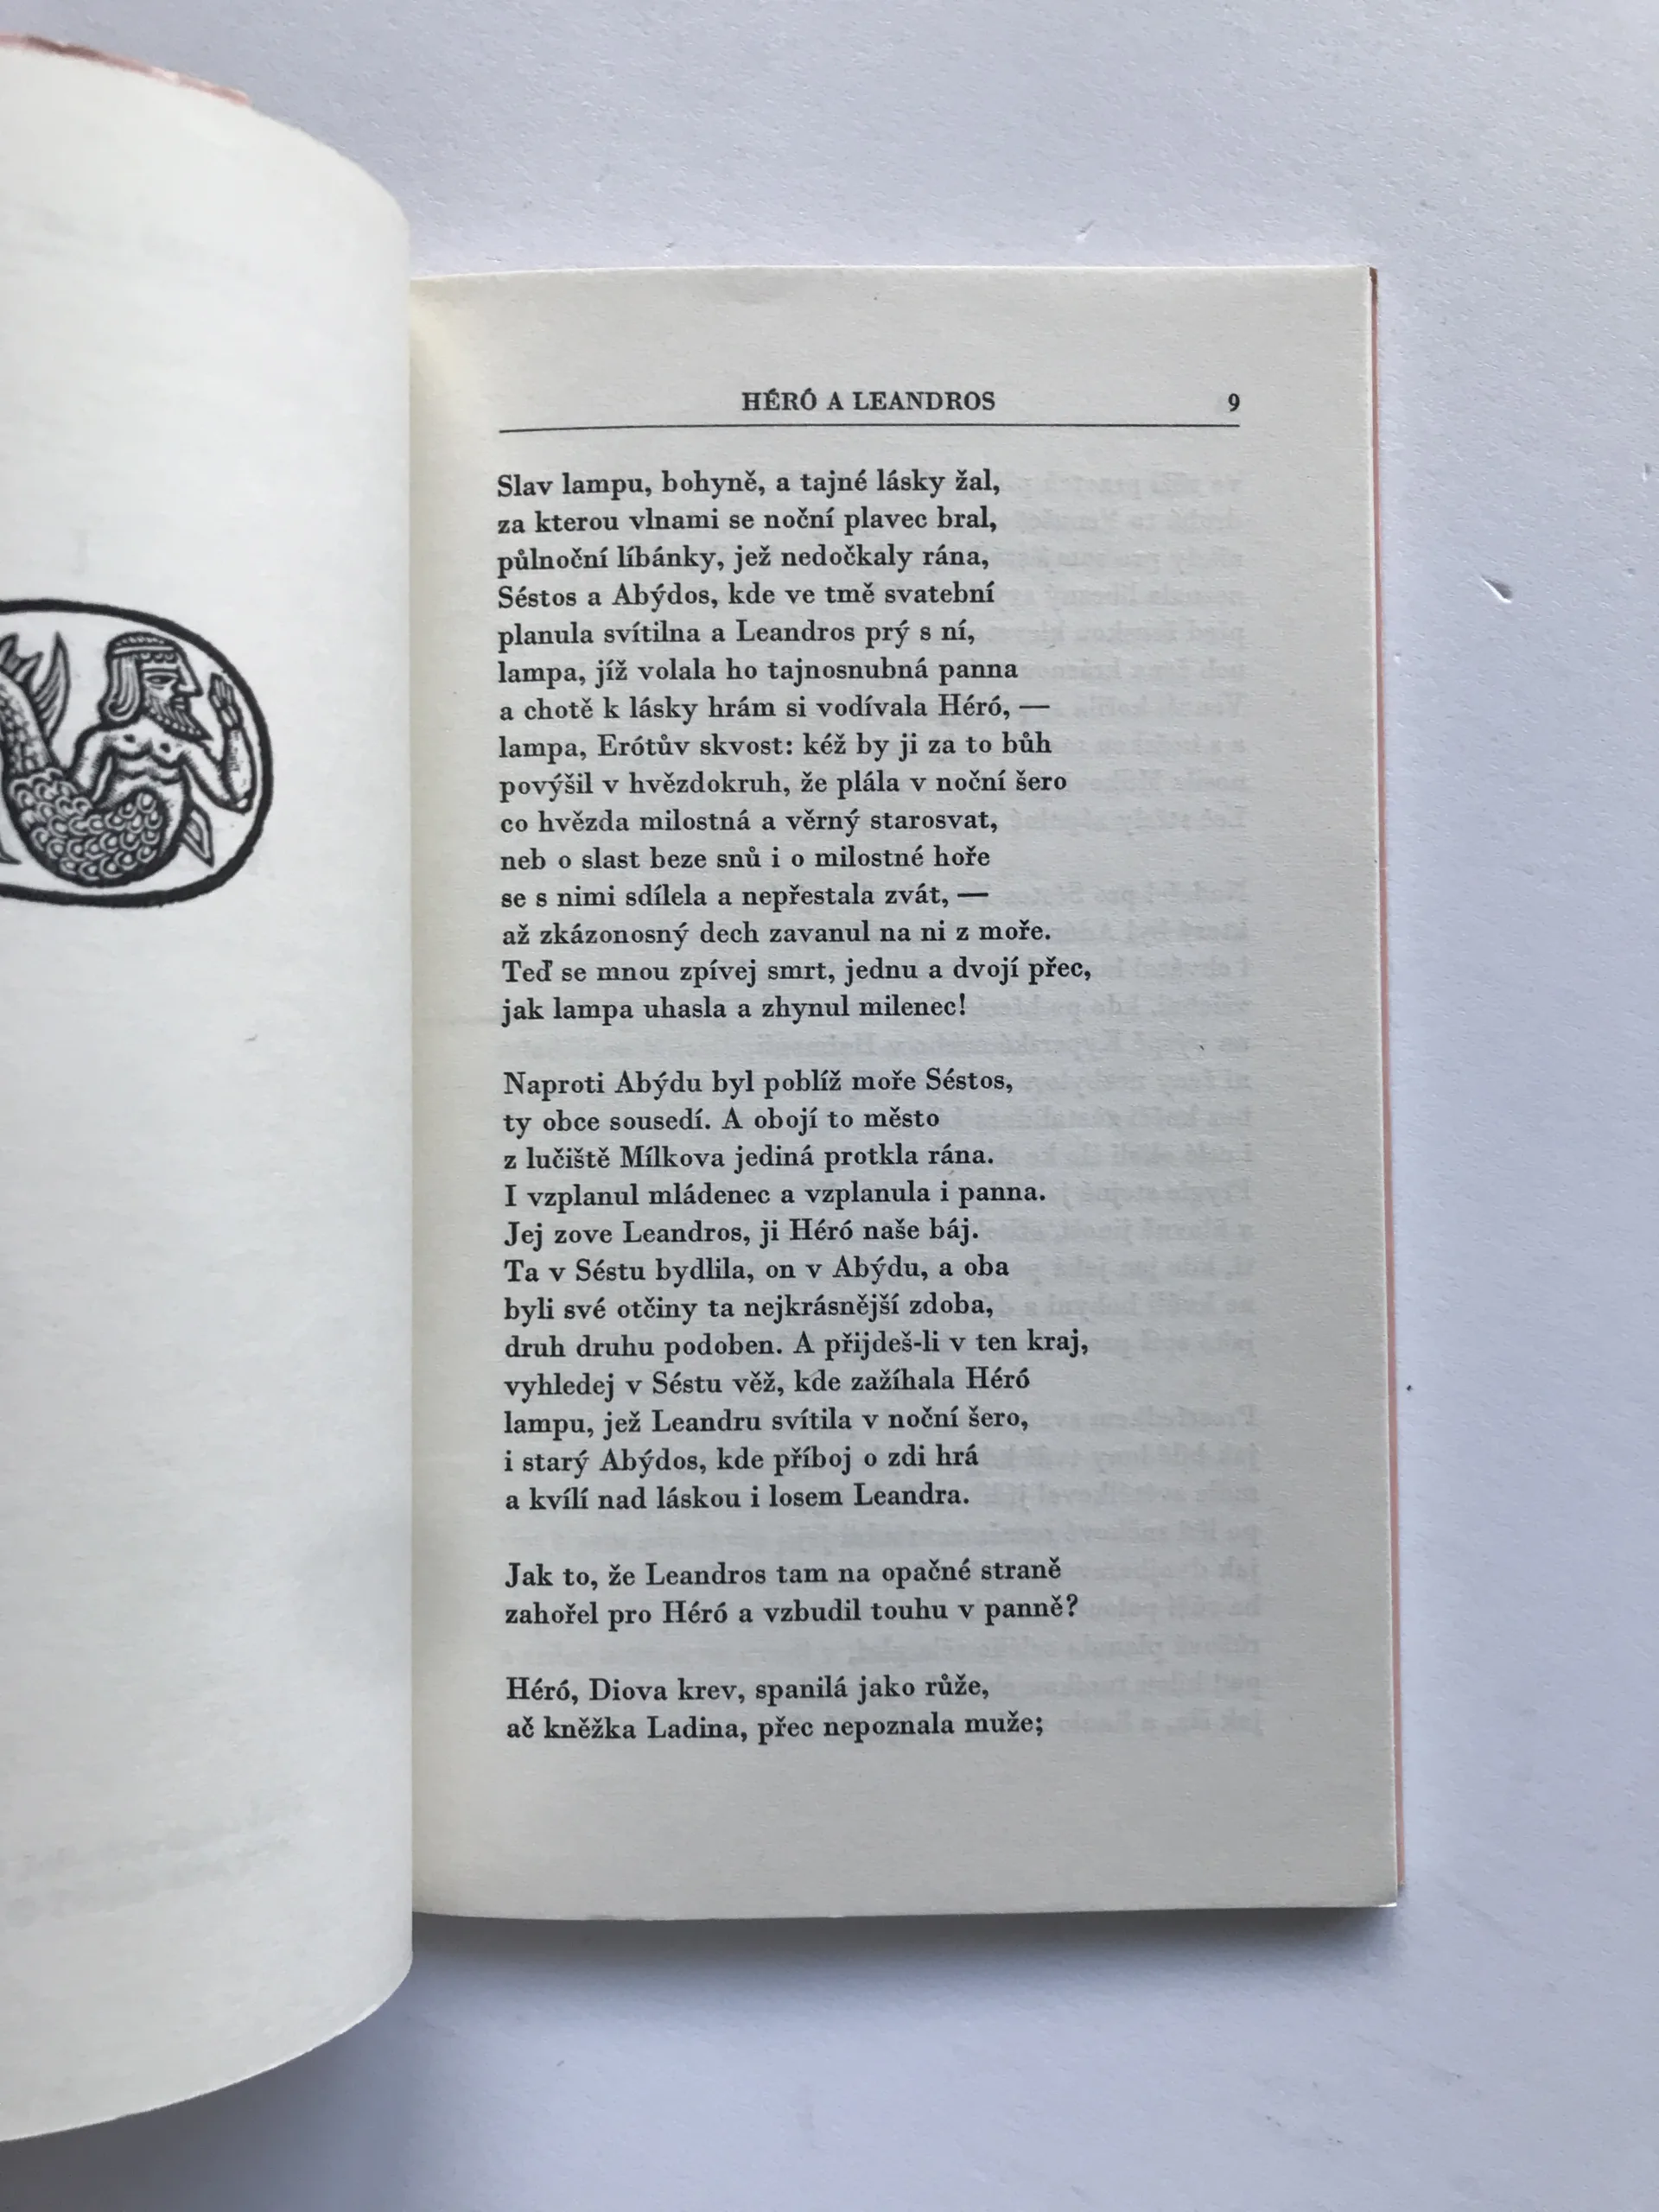 HÉRÓ A LEANDROS 9
Slav lampu, bohyně, a tajné lásky žal,
za kterou vlnami se noční plavec bral,
půlnoční líbánky, jež nedočkaly rána,
Séstos a Abýdos, kde ve tmě svatební
planula svítilna a Leandros prý s ní,
lampa, jíž volala ho tajnosnubná panna
a chotě k lásky hrám si vodívala Héró, —
lampa, Erótův skvost: kéž by ji za to bůh
povýšil v hvězdokruh, že plála v noční šero
co hvězda milostná a věrný starosvat,
neb o slast beze snů i o milostné hoře
se s nimi sdílela a nepřestala zvát, —
až zkázonosný dech zavanul na ni z moře.
Teď se mnou zpívej smrt, jednu a dvojí přec,
jak lampa uhasla a zhynul milenec!
Naproti Abýdu byl poblíž moře Séstos,
ty obce sousedí. A obojí to město
z lučiště Mílkova jediná protkla rána.
I vzplanul mládenec a vzplanula i panna.
Jej zove Leandros, ji Héró naše báj.
Ta v Séstu bydlila, on v Abýdu, a oba
byli své otčiny ta nejkrásnější zdoba,
druh druhu podoben. A přijdeš-li v ten kraj,
vyhledej v Séstu věž, kde zažíhala Héró
lampu, jež Leandru svítila v noční šero,
i starý Abýdos, kde příboj o zdi hrá
a kvílí nad láskou i losem Leandra.
Jak to, že Leandros tam na opačné straně
zahořel pro Héró a vzbudil touhu v panně?
Héró, Diova krev, spanilá jako růže,
ač kněžka Ladina, přec nepoznala muže;